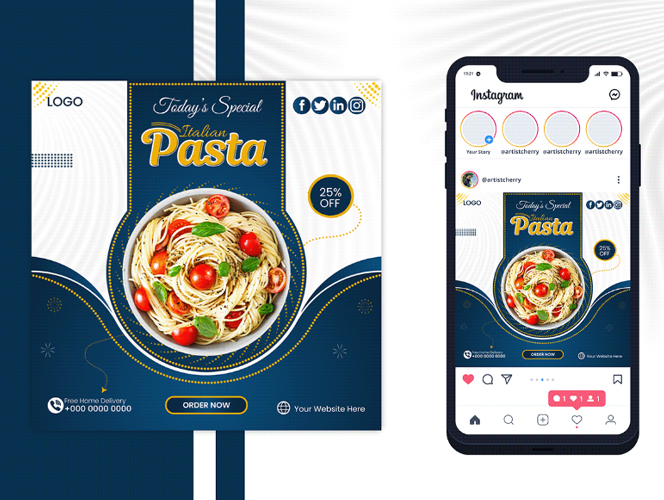 LOGO
Today's Special
Italian
Pasta
25%
OFF
Free Home Delivery
+000 0000 0000
ORDER NOW
Your Website Here
13:21
Instagram
Your Story
@artistcherry
@artistcherry
@artistcherry
@artistcherry
LOGO
Today's Special
Italian
Pasta
25%
OFF
Free Home Delivery
+000 0000 0000
ORDER NOW
Your Website Here
1 1 1